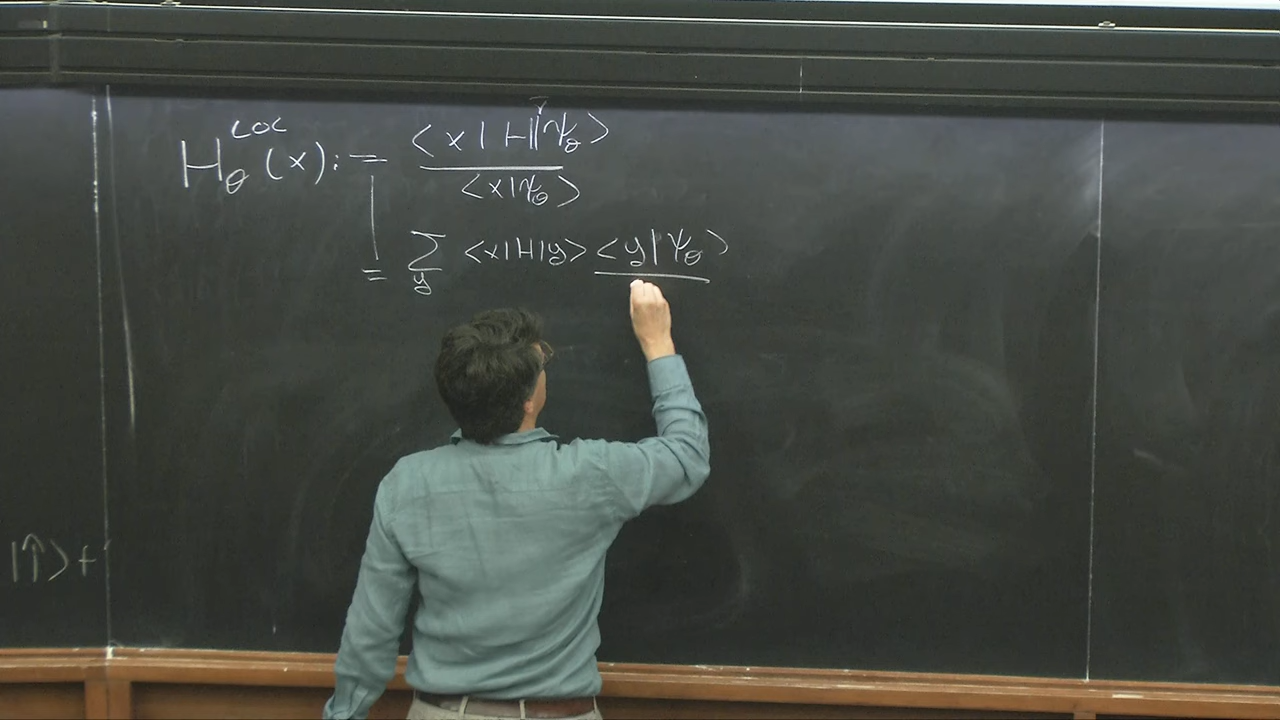 H_θ^LOC (x) := <x|H|ψ_θ> / <x|ψ_θ>
= Σ_y <x|H|y> <y|ψ_θ>
|↑> +